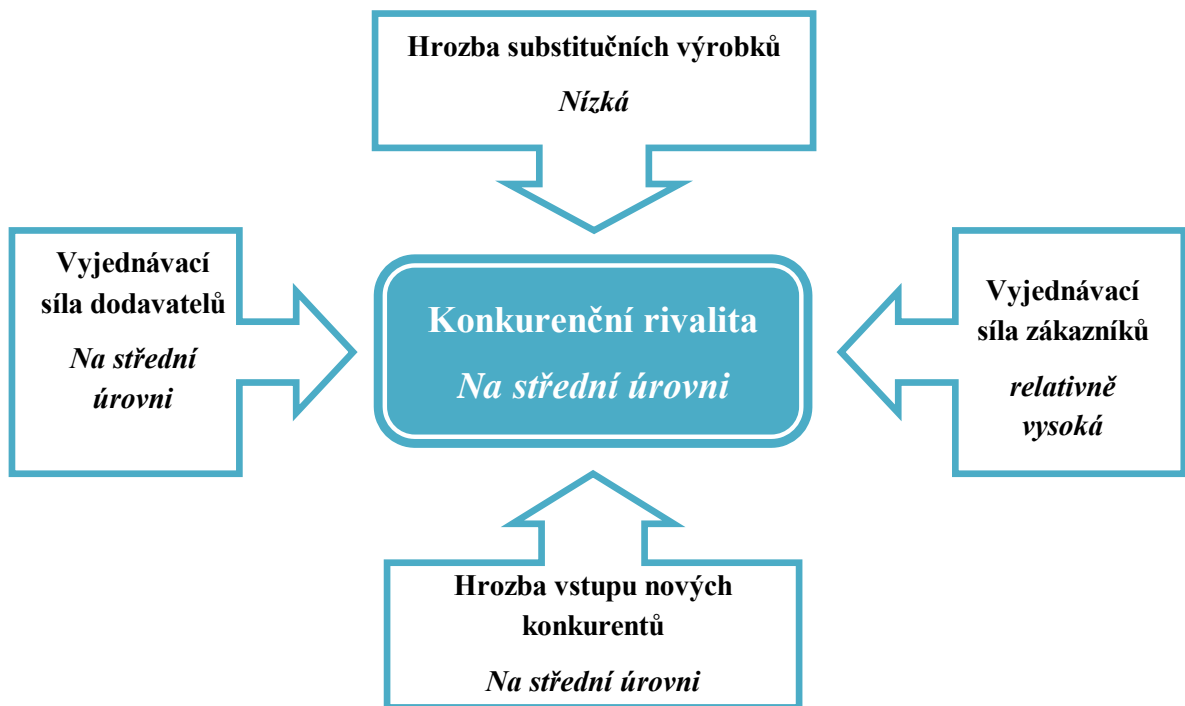 Hrozba substitučních výrobků
Nízká
Vyjednávací
síla dodavatelů
Na střední
úrovni
Konkurenční rivalita
Na střední úrovni
Vyjednávací
síla zákazníků
relativně
vysoká
Hrozba vstupu nových
konkurentů
Na střední úrovni